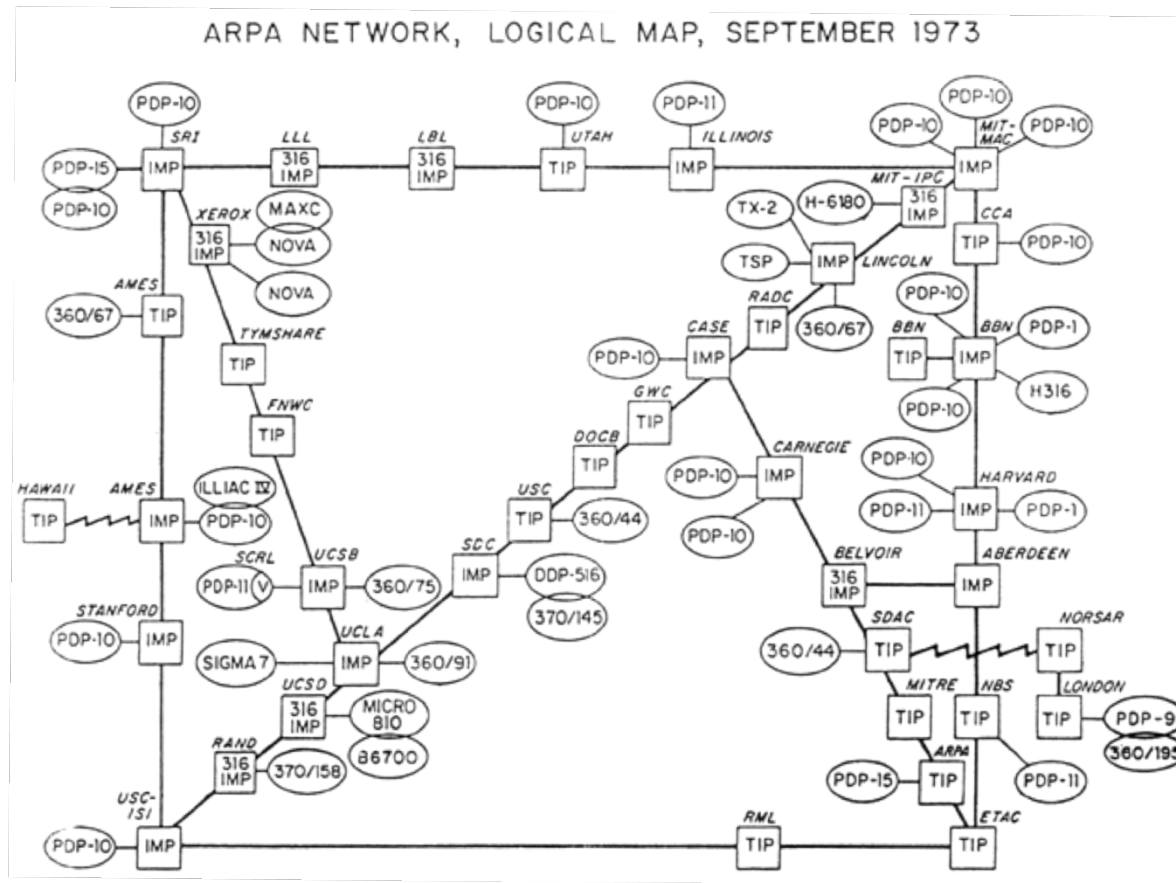 ARPA NETWORK, LOGICAL MAP, SEPTEMBER 1973
PDP-10
PDP-10
PDP-11
PDP-10
SRI
LLL
LBL
UTAH
ILLINOIS
PDP-10
MIT-
MAC
PDP-10
PDP-15
IMP
316
IMP
316
IMP
TIP
IMP
IMP
PDP-10
XEROX
MAXC
MIT-IPC
TX-2
H-6180
316
IMP
CCA
316
IMP
NOVA
TIP
PDP-10
TSP
IMP
LINCOLN
AMES
NOVA
RADC
PDP-10
360/67
TIP
TYMSHARE
CASE
TIP
360/67
BBN
BBN
PDP-1
TIP
PDP-10
IMP
TIP
IMP
H316
FNWC
GWC
PDP-10
TIP
TIP
DOCB
CARNEGIE
PDP-10
HAWAII
AMES
ILLIAC IV
USC
TIP
PDP-10
IMP
HARVARD
TIP
IMP
PDP-10
TIP
360/44
PDP-11
IMP
PDP-1
SDC
PDP-10
SCRL
UCSB
BELVOIR
ABERDEEN
PDP-11
V
IMP
360/75
IMP
DDP-516
316
IMP
IMP
STANFORD
370/145
SDAC
NORSAR
PDP-10
IMP
UCLA
360/44
TIP
TIP
SIGMA 7
IMP
360/91
UCSD
MITRE
NBS
LONDON
316
IMP
MICRO
810
TIP
TIP
TIP
PDP-9
RAND
B6700
ARPA
360/195
316
IMP
370/158
PDP-15
TIP
PDP-11
USC-
ISI
RML
ETAC
PDP-10
IMP
TIP
TIP